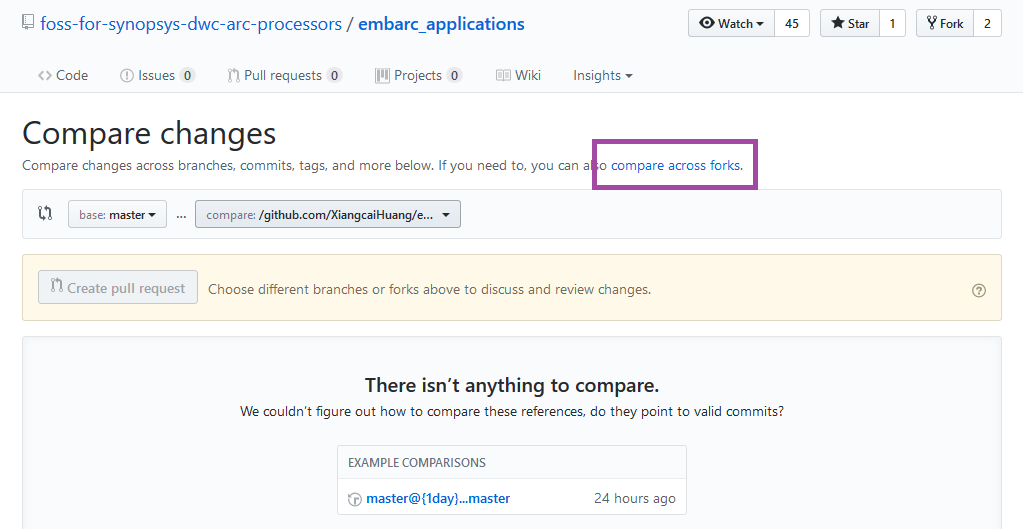 foss-for-synopsys-dwc-arc-processors / embarc_applications
Watch 45 Star 1 Fork 2
Code Issues 0 Pull requests 0 Projects 0 Wiki Insights
Compare changes
Compare changes across branches, commits, tags, and more below. If you need to, you can also compare across forks.
base: master ... compare: /github.com/XiangcaiHuang/e...
Create pull request Choose different branches or forks above to discuss and review changes.
There isn't anything to compare.
We couldn't figure out how to compare these references, do they point to valid commits?
EXAMPLE COMPARISONS
master@{1day}...master 24 hours ago